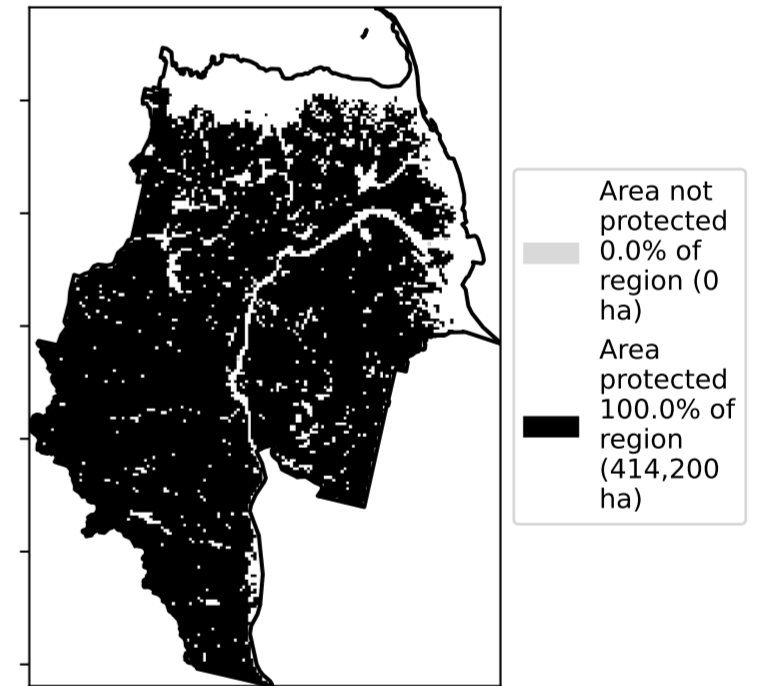 Area not
protected
0.0% of
region (0
ha)
Area
protected
100.0% of
region
(414,200
ha)